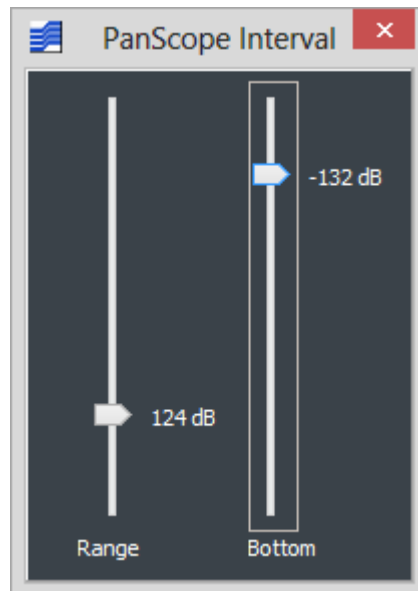 PanScope Interval
-132 dB
124 dB
Range
Bottom